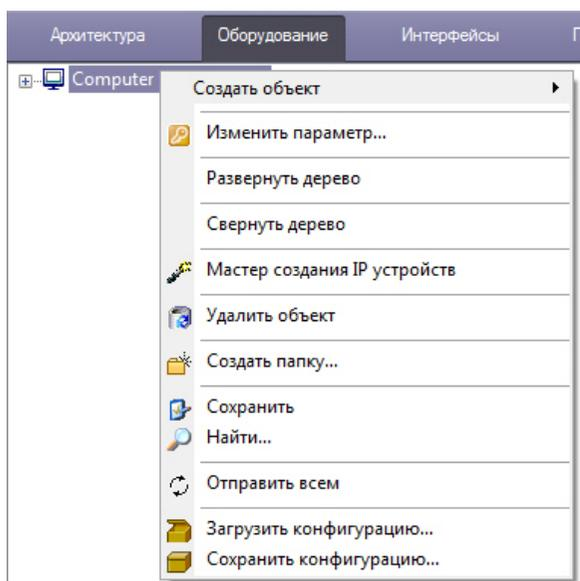 Архитектура Оборудование Интерфейсы
Computer
Создать объект
Изменить параметр...
Развернуть дерево
Свернуть дерево
Мастер создания IP устройств
Удалить объект
Создать папку...
Сохранить
Найти...
Отправить всем
Загрузить конфигурацию...
Сохранить конфигурацию...